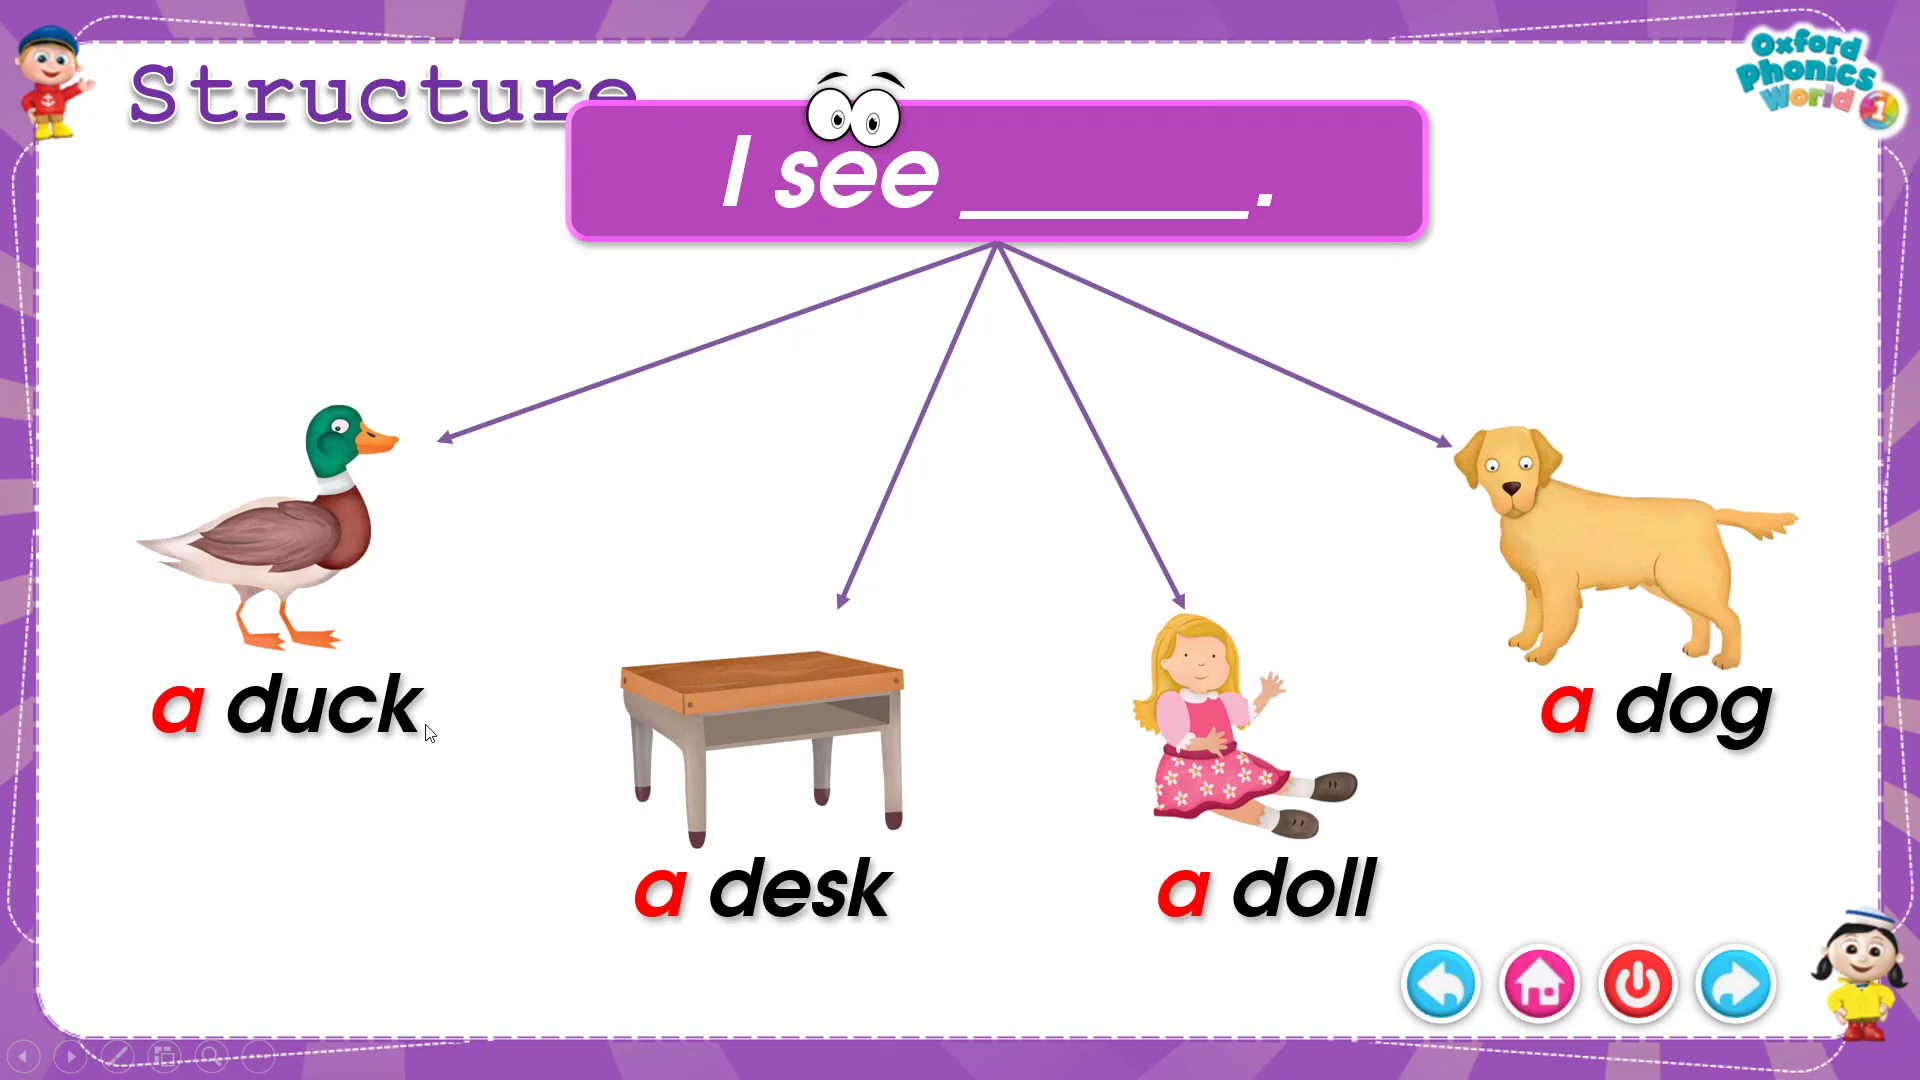 Structure
Oxford
Phonics
World 1
I see ________.
a duck
a dog
a desk
a doll